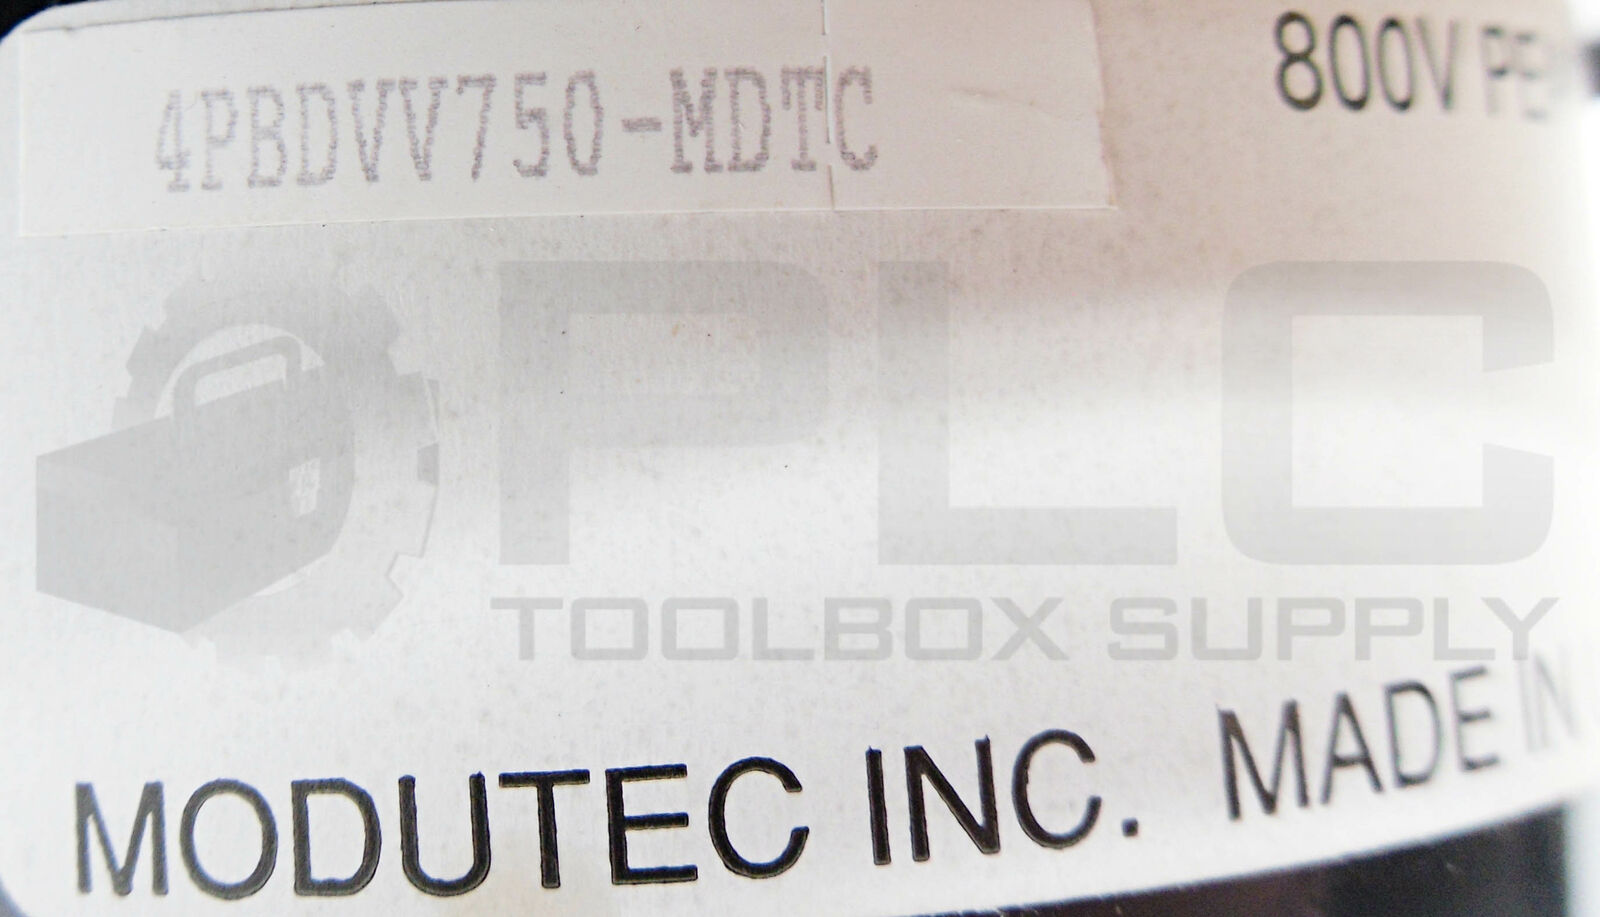 4PBDVV750-MDTC
800V
PLC
TOOLBOX SUPPLY
MODUTEC INC. MADE IN